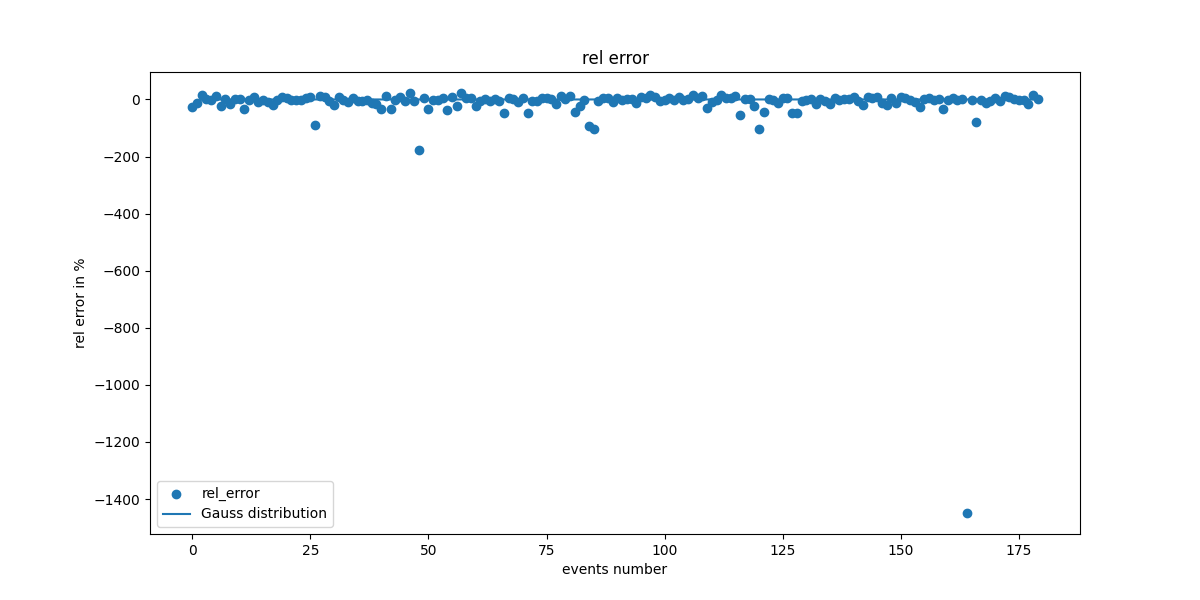 rel error
0
−200
−400
−600
−800
−1000
−1200
−1400
rel error in %
rel_error
Gauss distribution
0 25 50 75 100 125 150 175
events number